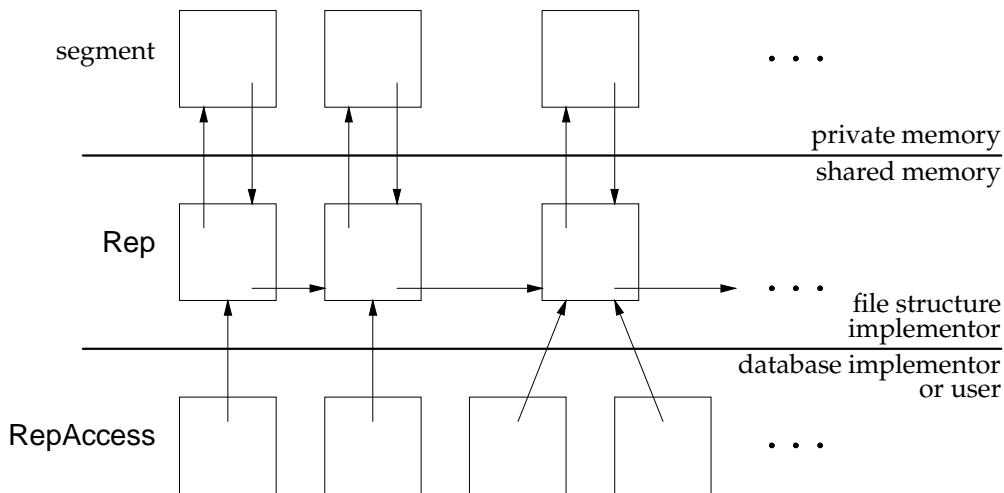 segment
. . .
private memory
shared memory
Rep
. . .
file structure
implementor
database implementor
or user
RepAccess
. . .